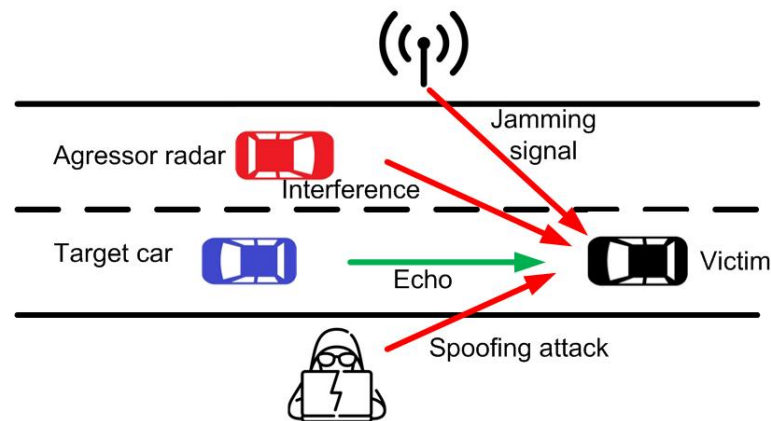 Jamming
signal
Agressor radar
Interference
Target car
Echo
Victim
Spoofing attack